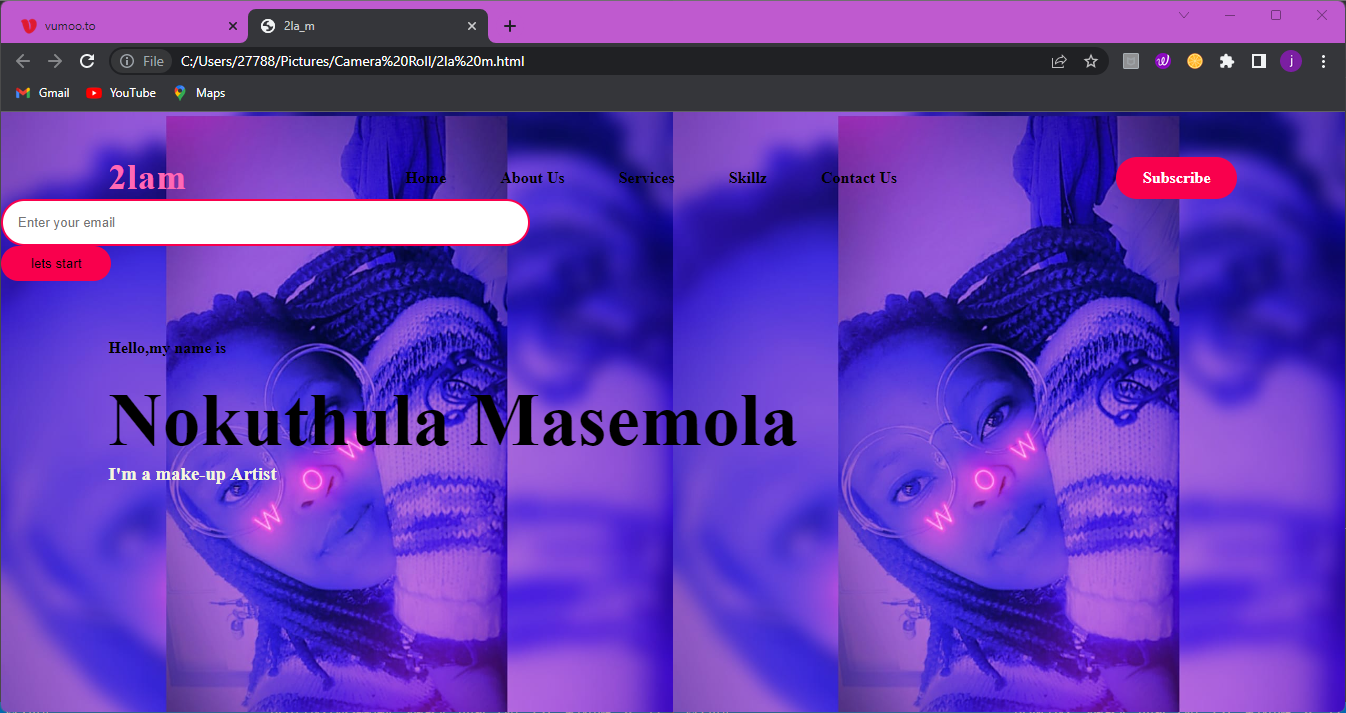 vumoo.to
2la_m
File C:/Users/27788/Pictures/Camera%20Roll/2la%20m.html
j
Gmail YouTube Maps
2lam Home About Us Services Skillz Contact Us Subscribe
Enter your email
lets start
Hello,my name is
Nokuthula Masemola
I'm a make-up Artist
W O W W O W